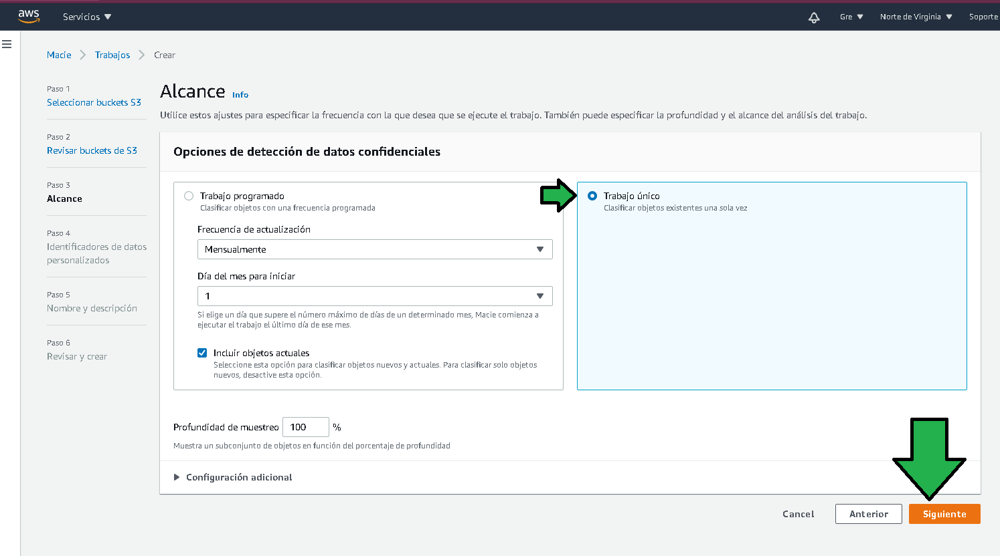 aws
Servicios
Gre
Norte de Virginia
Soporte
Macie
Trabajos
Crear
Paso 1
Seleccionar buckets S3
Paso 2
Revisar buckets de S3
Paso 3
Alcance
Paso 4
Identificadores de datos
personalizados
Paso 5
Nombre y descripción
Paso 6
Revisar y crear
Alcance Info
Utilice estos ajustes para especificar la frecuencia con la que desea que se ejecute el trabajo. También puede especificar la profundidad y el alcance del análisis del trabajo.
Opciones de detección de datos confidenciales
Trabajo programado
Clasificar objetos con una frecuencia programada
Frecuencia de actualización
Mensualmente
Día del mes para iniciar
1
Si elige un día que supere el número máximo de días de un determinado mes, Macie comienza a
ejecutar el trabajo el último día de ese mes.
Incluir objetos actuales
Seleccione esta opción para clasificar objetos nuevos y actuales. Para clasificar solo objetos
nuevos, desactive esta opción.
Trabajo único
Clasificar objetos existentes una sola vez
Profundidad de muestreo 100 %
Muestra un subconjunto de objetos en función del porcentaje de profundidad
Configuración adicional
Cancel
Anterior
Siguiente